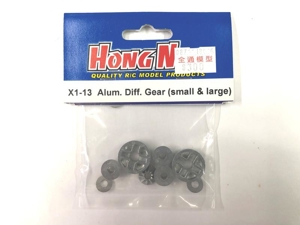 HONG N
全通模型
QUALITY R/C MODEL PRODUCTS
X1-13 Alum. Diff. Gear (small & large)